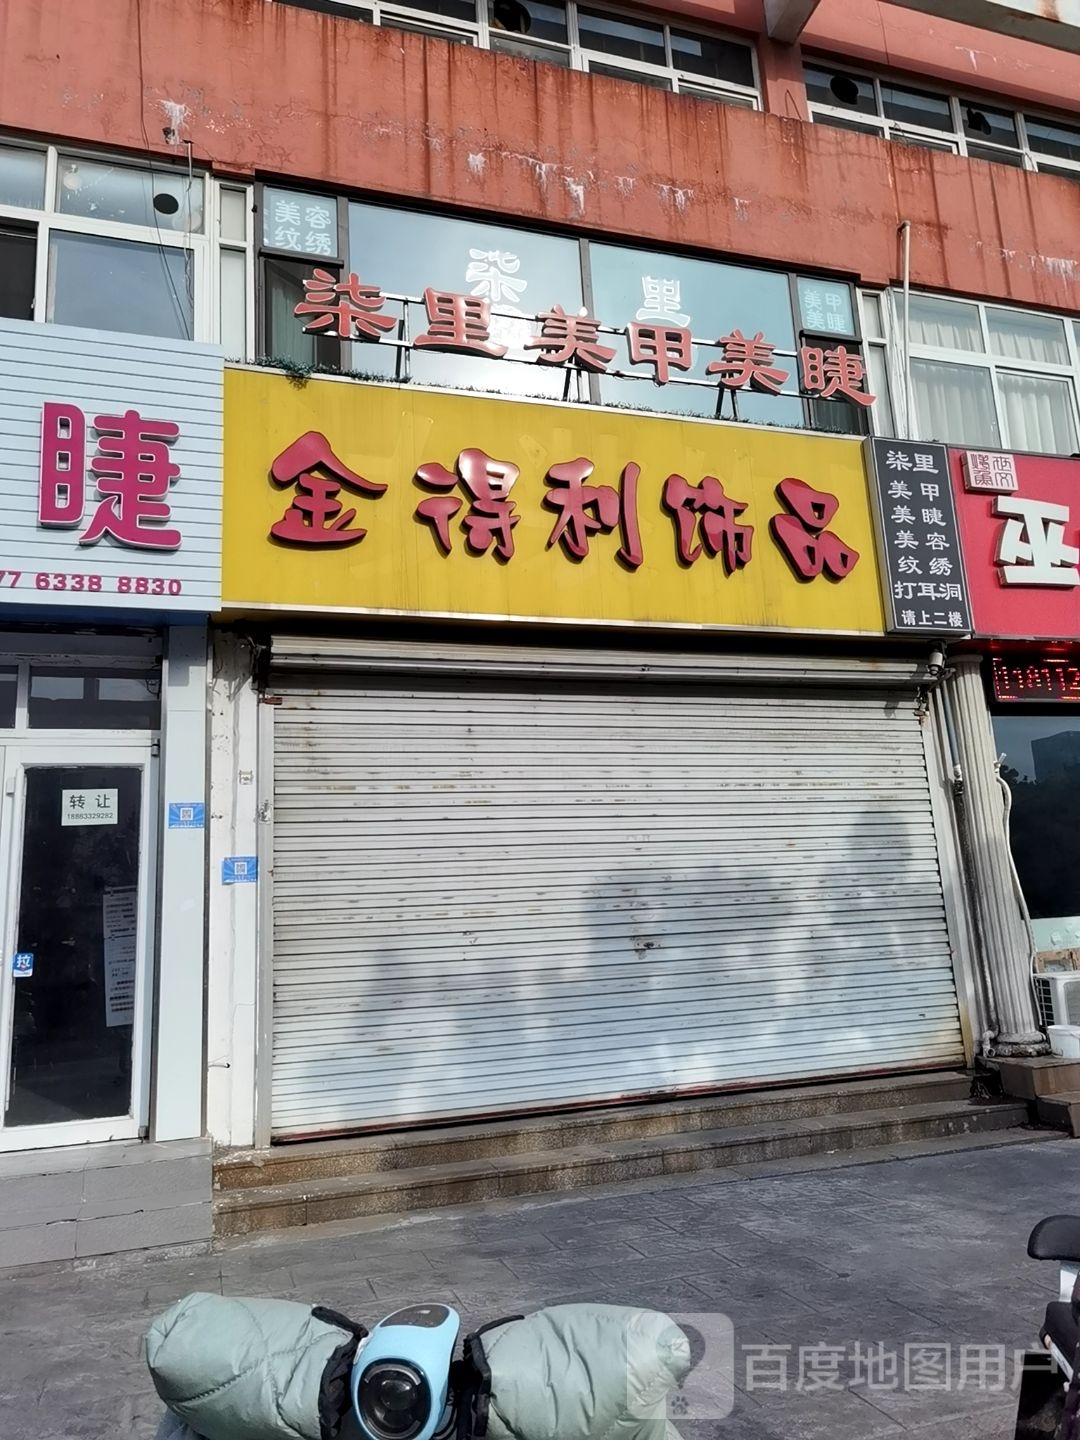 美容
纹绣
柒
里
美甲
美睫
柒里美甲美睫
睫
77 6338 8830
金得利饰品
柒里
美甲
美睫
美容
纹绣
打耳洞
请上二楼
巫
转让
18863329282
拉
百度地图用户